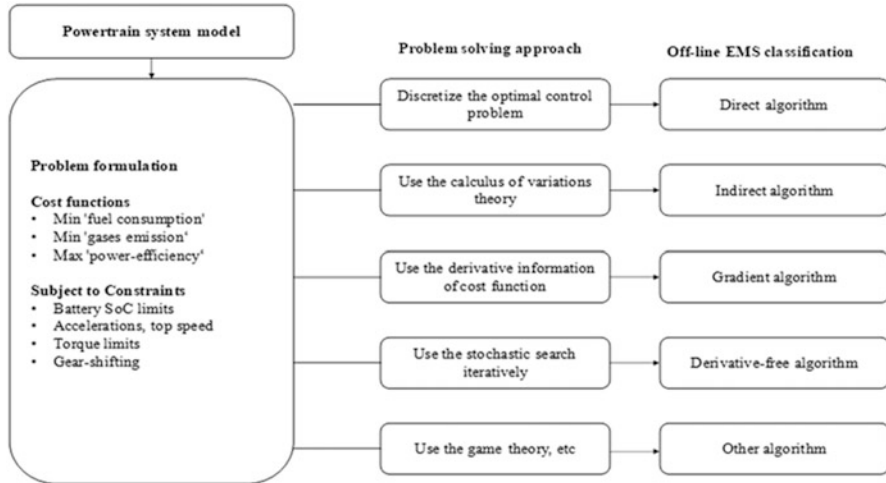 Powertrain system model
Problem formulation
Cost functions
• Min 'fuel consumption'
• Min 'gases emission'
• Max 'power-efficiency'
Subject to Constraints
• Battery SoC limits
• Accelerations, top speed
• Torque limits
• Gear-shifting
Problem solving approach
Discretize the optimal control
problem
Use the calculus of variations
theory
Use the derivative information
of cost function
Use the stochastic search
iteratively
Use the game theory, etc
Off-line EMS classification
Direct algorithm
Indirect algorithm
Gradient algorithm
Derivative-free algorithm
Other algorithm